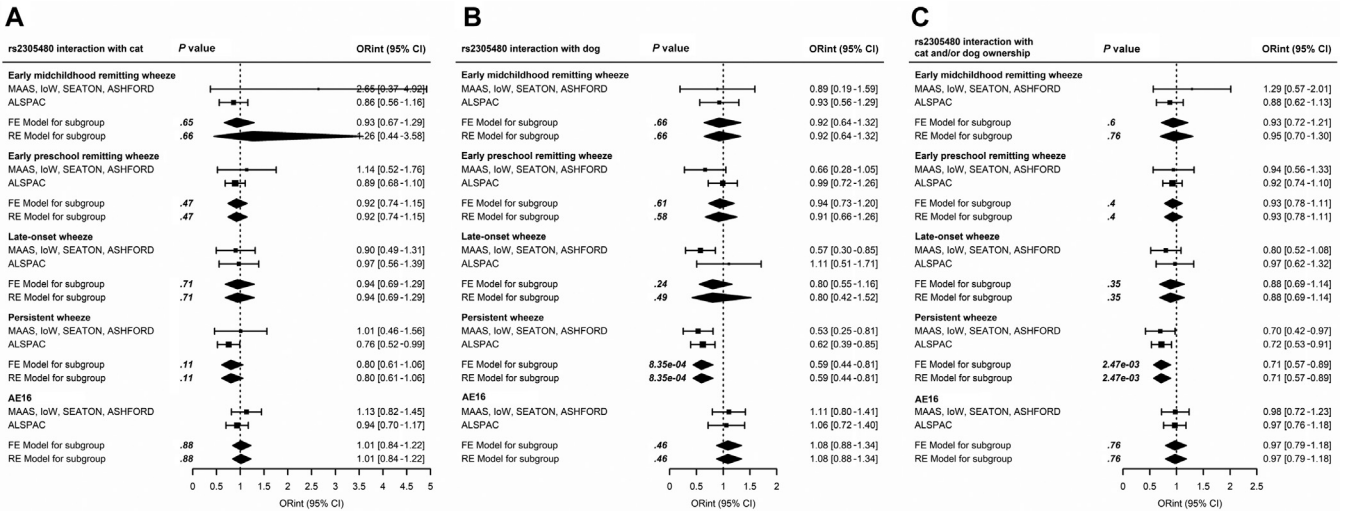 A
rs2305480 interaction with cat P value ORint (95% CI)
Early midchildhood remitting wheeze
MAAS, IoW, SEATON, ASHFORD 2.65 [0.37 -4.92]
ALSPAC 0.86 [0.56 -1.16]
FE Model for subgroup .65 0.93 [0.67 -1.29]
RE Model for subgroup .66 1.26 [0.44 -3.58]
Early preschool remitting wheeze
MAAS, IoW, SEATON, ASHFORD 1.14 [0.52 -1.76]
ALSPAC 0.89 [0.68 -1.10]
FE Model for subgroup .47 0.92 [0.74 -1.15]
RE Model for subgroup .47 0.92 [0.74 -1.15]
Late-onset wheeze
MAAS, IoW, SEATON, ASHFORD 0.90 [0.49 -1.31]
ALSPAC 0.97 [0.56 -1.39]
FE Model for subgroup .71 0.94 [0.69 -1.29]
RE Model for subgroup .71 0.94 [0.69 -1.29]
Persistent wheeze
MAAS, IoW, SEATON, ASHFORD 1.01 [0.46 -1.56]
ALSPAC 0.76 [0.52 -0.99]
FE Model for subgroup .11 0.80 [0.61 -1.06]
RE Model for subgroup .11 0.80 [0.61 -1.06]
AE16
MAAS, IoW, SEATON, ASHFORD 1.13 [0.82 -1.45]
ALSPAC 0.94 [0.70 -1.17]
FE Model for subgroup .88 1.01 [0.84 -1.22]
RE Model for subgroup .88 1.01 [0.84 -1.22]
0 0.5 1 1.5 2 2.5 3 3.5 4 4.5 5
ORint (95% CI)
B
rs2305480 interaction with dog P value ORint (95% CI)
Early midchildhood remitting wheeze
MAAS, IoW, SEATON, ASHFORD 0.89 [0.19 -1.59]
ALSPAC 0.93 [0.56 -1.29]
FE Model for subgroup .66 0.92 [0.64 -1.32]
RE Model for subgroup .66 0.92 [0.64 -1.32]
Early preschool remitting wheeze
MAAS, IoW, SEATON, ASHFORD 0.66 [0.28 -1.05]
ALSPAC 0.99 [0.72 -1.26]
FE Model for subgroup .61 0.94 [0.73 -1.20]
RE Model for subgroup .58 0.91 [0.66 -1.26]
Late-onset wheeze
MAAS, IoW, SEATON, ASHFORD 0.57 [0.30 -0.85]
ALSPAC 1.11 [0.51 -1.71]
FE Model for subgroup .24 0.80 [0.55 -1.16]
RE Model for subgroup .49 0.80 [0.42 -1.52]
Persistent wheeze
MAAS, IoW, SEATON, ASHFORD 0.53 [0.25 -0.81]
ALSPAC 0.62 [0.39 -0.85]
FE Model for subgroup 8.35e-04 0.59 [0.44 -0.81]
RE Model for subgroup 8.35e-04 0.59 [0.44 -0.81]
AE16
MAAS, IoW, SEATON, ASHFORD 1.11 [0.80 -1.41]
ALSPAC 1.06 [0.72 -1.40]
FE Model for subgroup .46 1.08 [0.88 -1.34]
RE Model for subgroup .46 1.08 [0.88 -1.34]
0 0.5 1 1.5 2
ORint (95% CI)
C
rs2305480 interaction with
cat and/or dog ownership P value ORint (95% CI)
Early midchildhood remitting wheeze
MAAS, IoW, SEATON, ASHFORD 1.29 [0.57 -2.01]
ALSPAC 0.88 [0.62 -1.13]
FE Model for subgroup .6 0.93 [0.72 -1.21]
RE Model for subgroup .76 0.95 [0.70 -1.30]
Early preschool remitting wheeze
MAAS, IoW, SEATON, ASHFORD 0.94 [0.56 -1.33]
ALSPAC 0.92 [0.74 -1.10]
FE Model for subgroup .4 0.93 [0.78 -1.11]
RE Model for subgroup .4 0.93 [0.78 -1.11]
Late-onset wheeze
MAAS, IoW, SEATON, ASHFORD 0.80 [0.52 -1.08]
ALSPAC 0.97 [0.62 -1.32]
FE Model for subgroup .35 0.88 [0.69 -1.14]
RE Model for subgroup .35 0.88 [0.69 -1.14]
Persistent wheeze
MAAS, IoW, SEATON, ASHFORD 0.70 [0.42 -0.97]
ALSPAC 0.72 [0.53 -0.91]
FE Model for subgroup 2.47e-03 0.71 [0.57 -0.89]
RE Model for subgroup 2.47e-03 0.71 [0.57 -0.89]
AE16
MAAS, IoW, SEATON, ASHFORD 0.98 [0.72 -1.23]
ALSPAC 0.97 [0.76 -1.18]
FE Model for subgroup .76 0.97 [0.79 -1.18]
RE Model for subgroup .76 0.97 [0.79 -1.18]
0 0.5 1 1.5 2 2.5
ORint (95% CI)